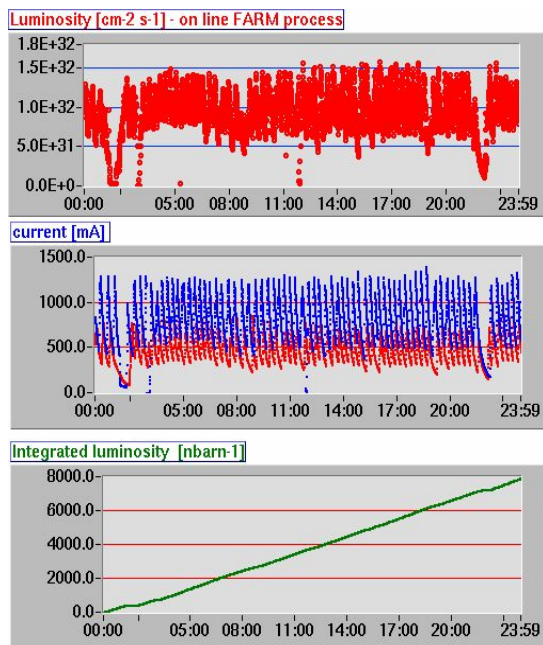 Luminosity [cm-2 s-1] - on line FARM process
1.8E+32
1.5E+32
1.0E+32
5.0E+31
0.0E+0
00:00 05:00 08:00 11:00 14:00 17:00 20:00 23:59
current [mA]
1500.0
1000.0
500.0
0.0
00:00 05:00 08:00 11:00 14:00 17:00 20:00 23:59
Integrated luminosity [nbarn-1]
8000.0
6000.0
4000.0
2000.0
0.0
00:00 05:00 08:00 11:00 14:00 17:00 20:00 23:59